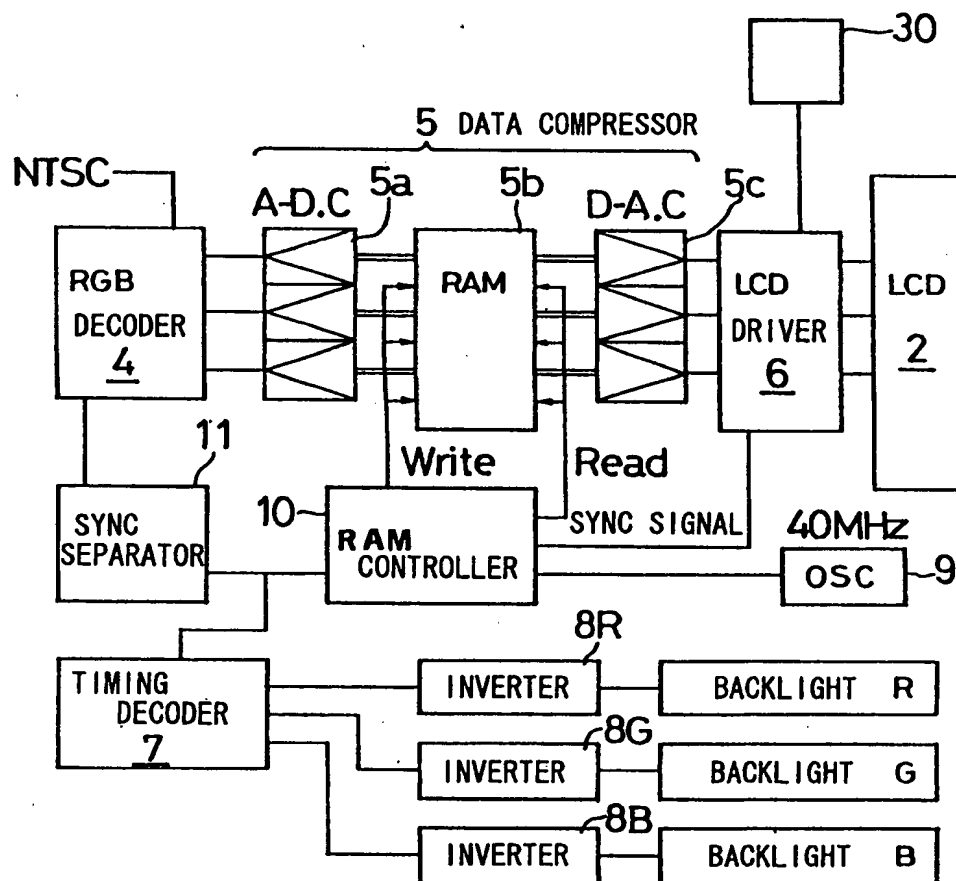 30
5 DATA COMPRESSOR
NTSC
A-D.C
5a
5b
D-A.C
5c
RGB
DECODER
4
RAM
LCD
DRIVER
6
LCD
2
11
Write
Read
SYNC
SEPARATOR
10
RAM
CONTROLLER
SYNC SIGNAL
40MHz
OSC
9
8R
TIMING
DECODER
7
INVERTER
BACKLIGHT R
8G
INVERTER
BACKLIGHT G
8B
INVERTER
BACKLIGHT B